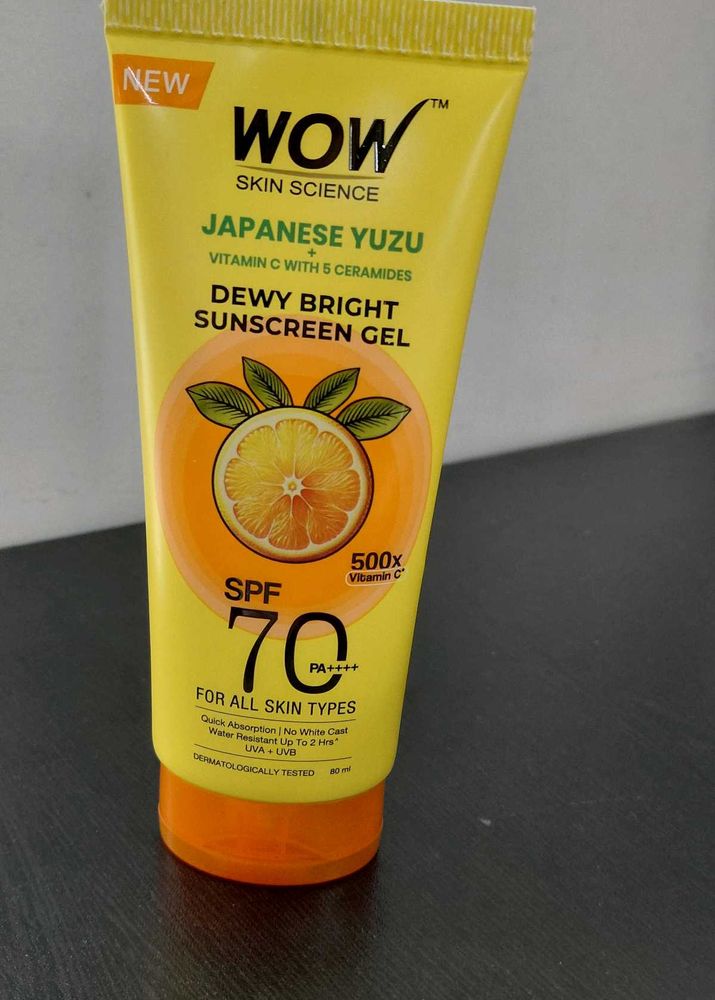 NEW
WOW™
SKIN SCIENCE
JAPANESE YUZU
+
VITAMIN C WITH 5 CERAMIDES
DEWY BRIGHT
SUNSCREEN GEL
500x
Vitamin C*
SPF
70
PA++++
FOR ALL SKIN TYPES
Quick Absorption | No White Cast
Water Resistant Up To 2 Hrs^
UVA + UVB
DERMATOLOGICALLY TESTED 80 ml